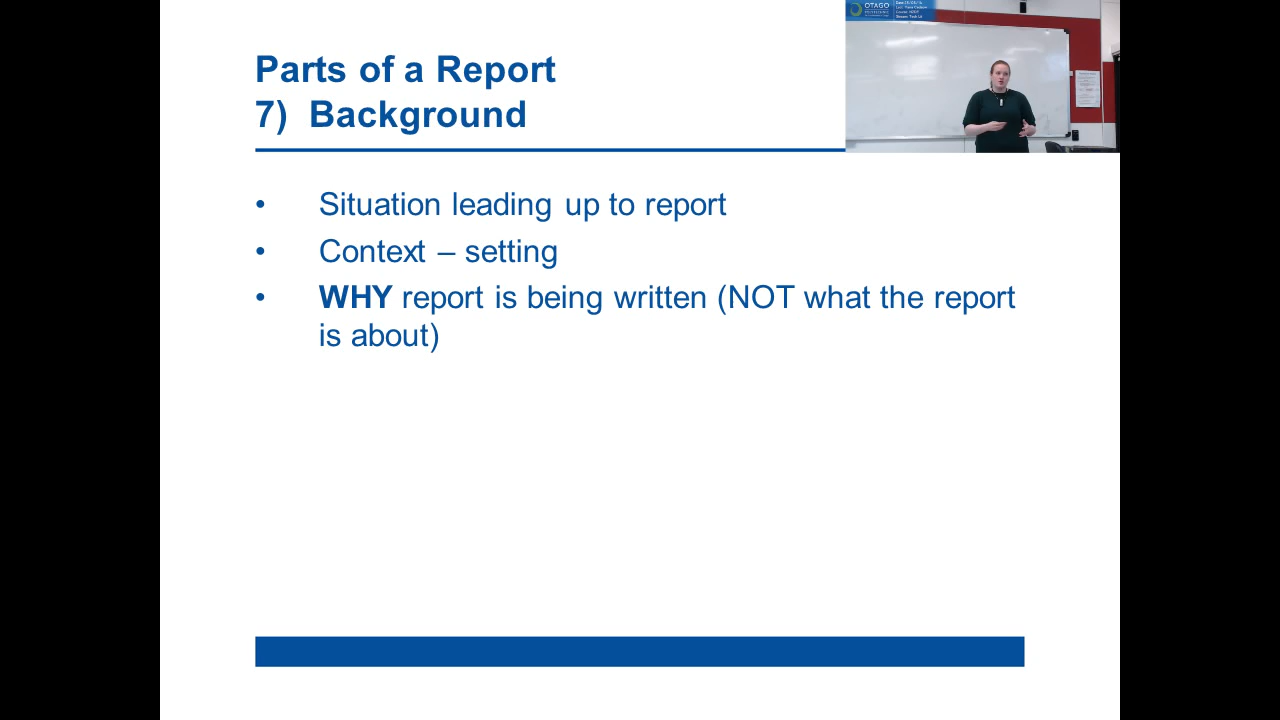 OTAGO
Parts of a Report
7) Background
• Situation leading up to report
• Context – setting
• WHY report is being written (NOT what the report
is about)